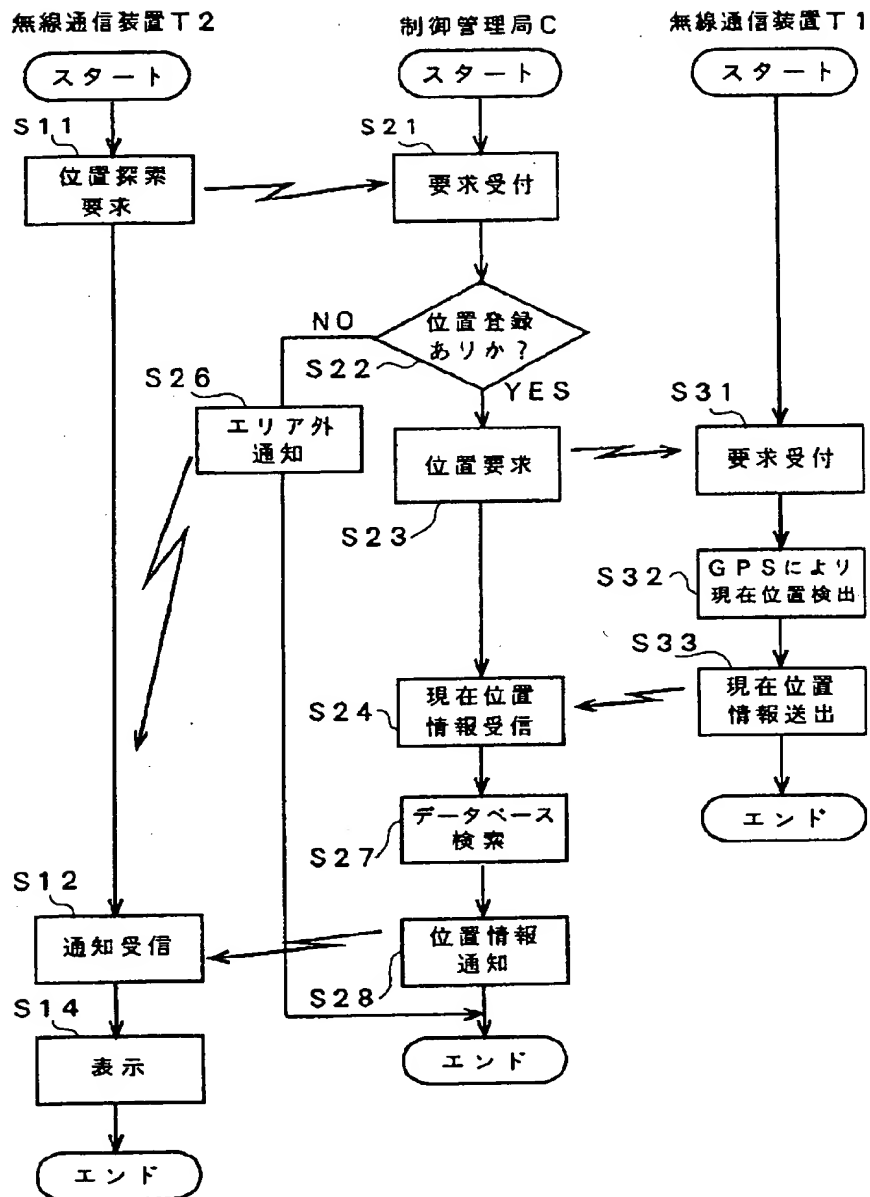 無線通信装置T2
制御管理局C
無線通信装置T1
スタート
スタート
スタート
S11
位置探索
要求
S21
要求受付
NO
位置登録
ありか?
S22
YES
S26
エリア外
通知
S31
要求受付
位置要求
S23
S32
GPSにより
現在位置検出
S33
現在位置
情報送出
S24
現在位置
情報受信
エンド
データベース
検索
S27
S12
通知受信
位置情報
通知
S28
S14
表示
エンド
エンド